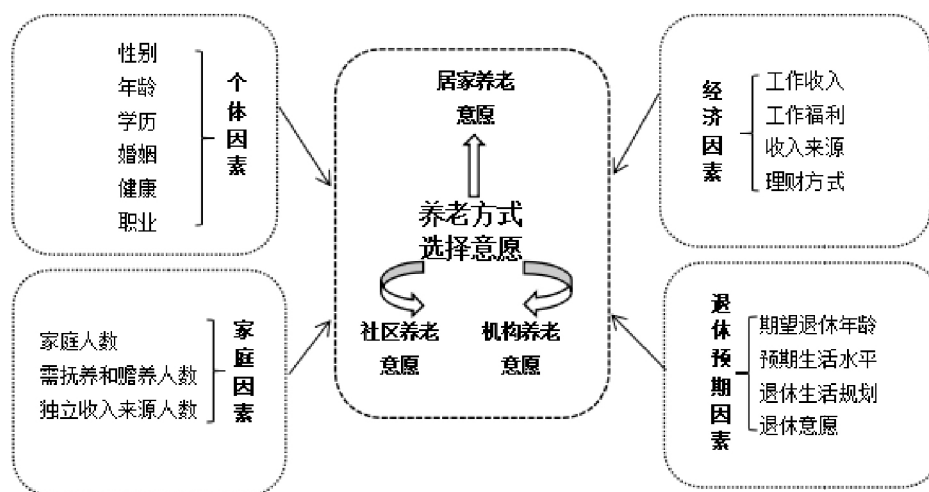 性别
年龄
学历
婚姻
健康
职业
个体因素
家庭人数
需抚养和赡养人数
独立收入来源人数
家庭因素
居家养老
意愿
养老方式
选择意愿
社区养老
意愿
机构养老
意愿
经济因素
工作收入
工作福利
收入来源
理财方式
退休预期因素
期望退休年龄
预期生活水平
退休生活规划
退休意愿